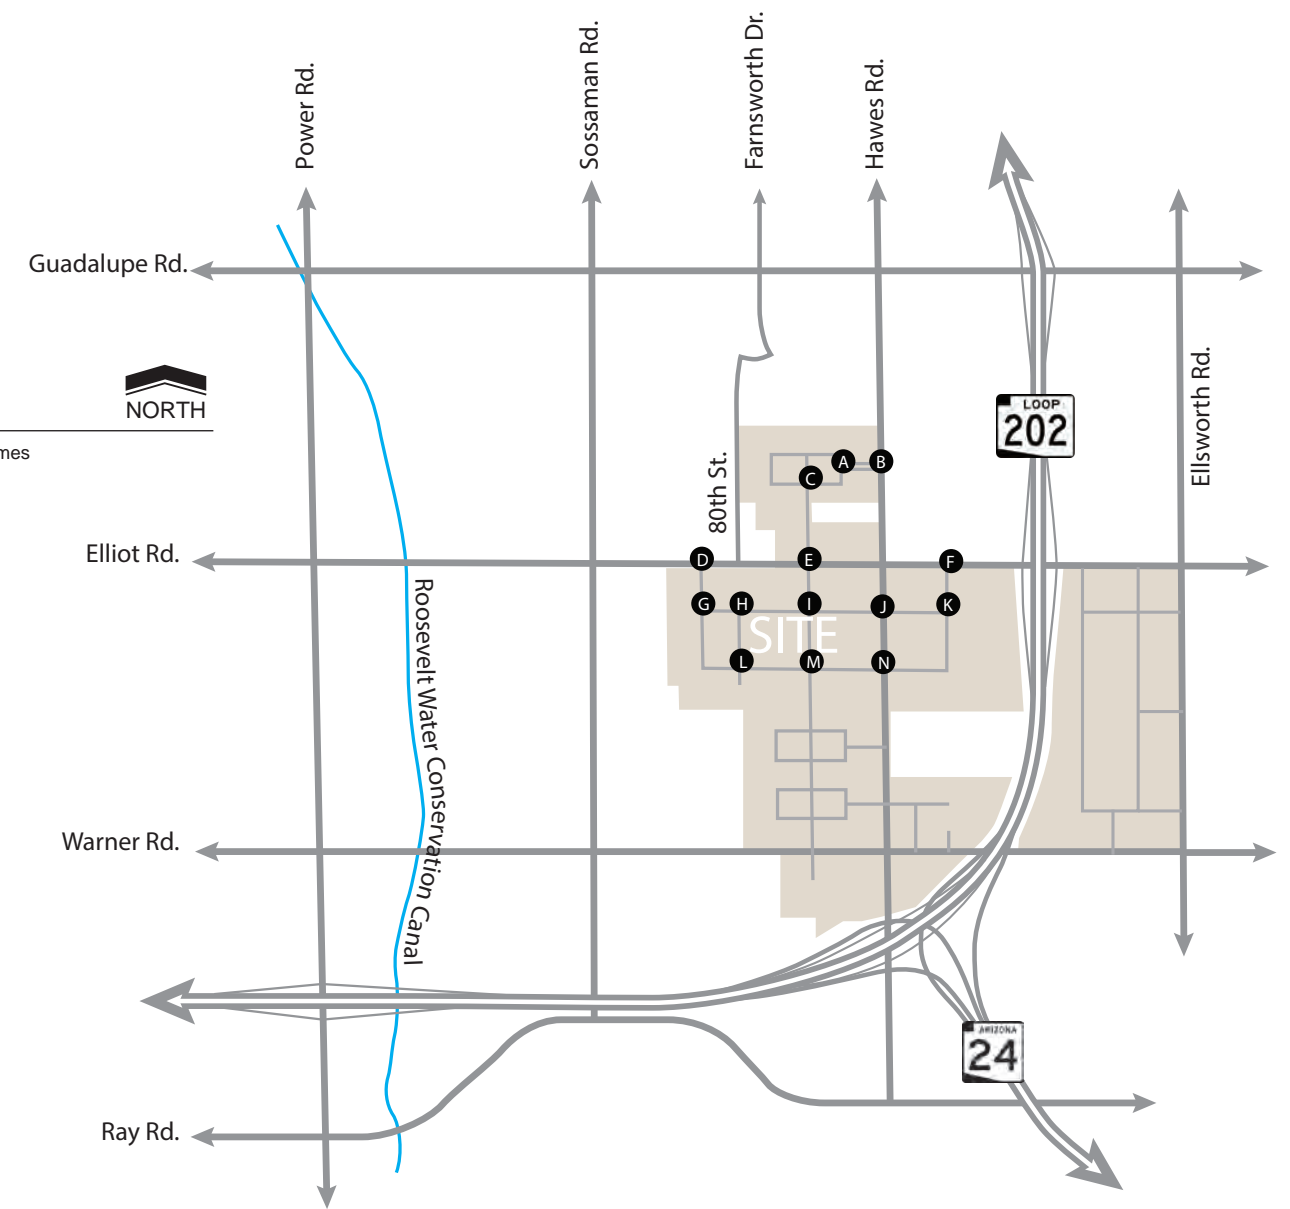 Power Rd.
Sossaman Rd.
Farnsworth Dr.
Hawes Rd.
Guadalupe Rd.
NORTH
mes
LOOP
202
Ellsworth Rd.
80th St.
A
B
C
Elliot Rd.
D
E
F
G
H
I
J
K
SITE
L
M
N
Roosevelt Water Conservation Canal
Warner Rd.
ARIZONA
24
Ray Rd.